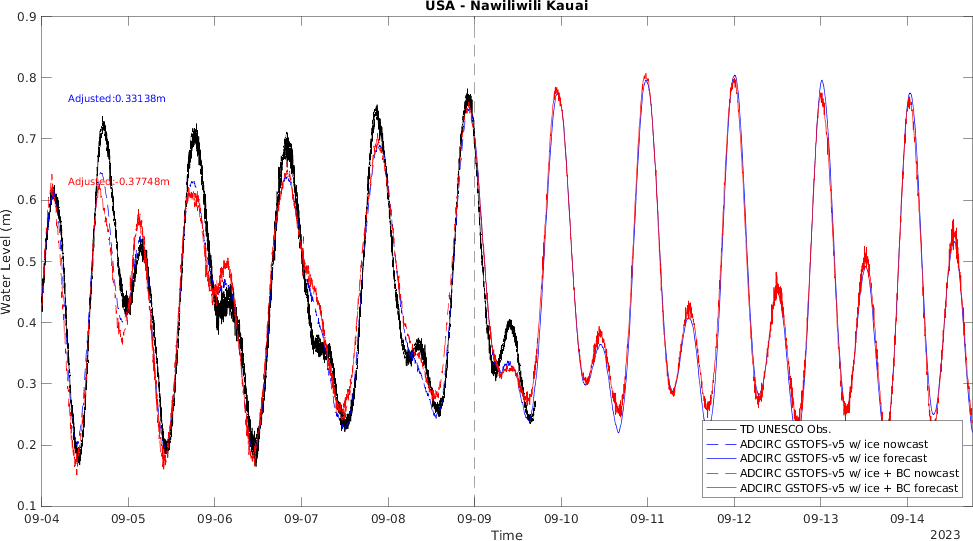 USA - Nawiliwili Kauai
0.9
0.8
0.7
0.6
0.5
0.4
0.3
0.2
0.1
Water Level (m)
Adjusted:0.33138m
Adjusted:-0.37748m
TD UNESCO Obs.
ADCIRC GSTOFS-v5 w/ ice nowcast
ADCIRC GSTOFS-v5 w/ ice forecast
ADCIRC GSTOFS-v5 w/ ice + BC nowcast
ADCIRC GSTOFS-v5 w/ ice + BC forecast
09-04 09-05 09-06 09-07 09-08 09-09 09-10 09-11 09-12 09-13 09-14
Time
2023